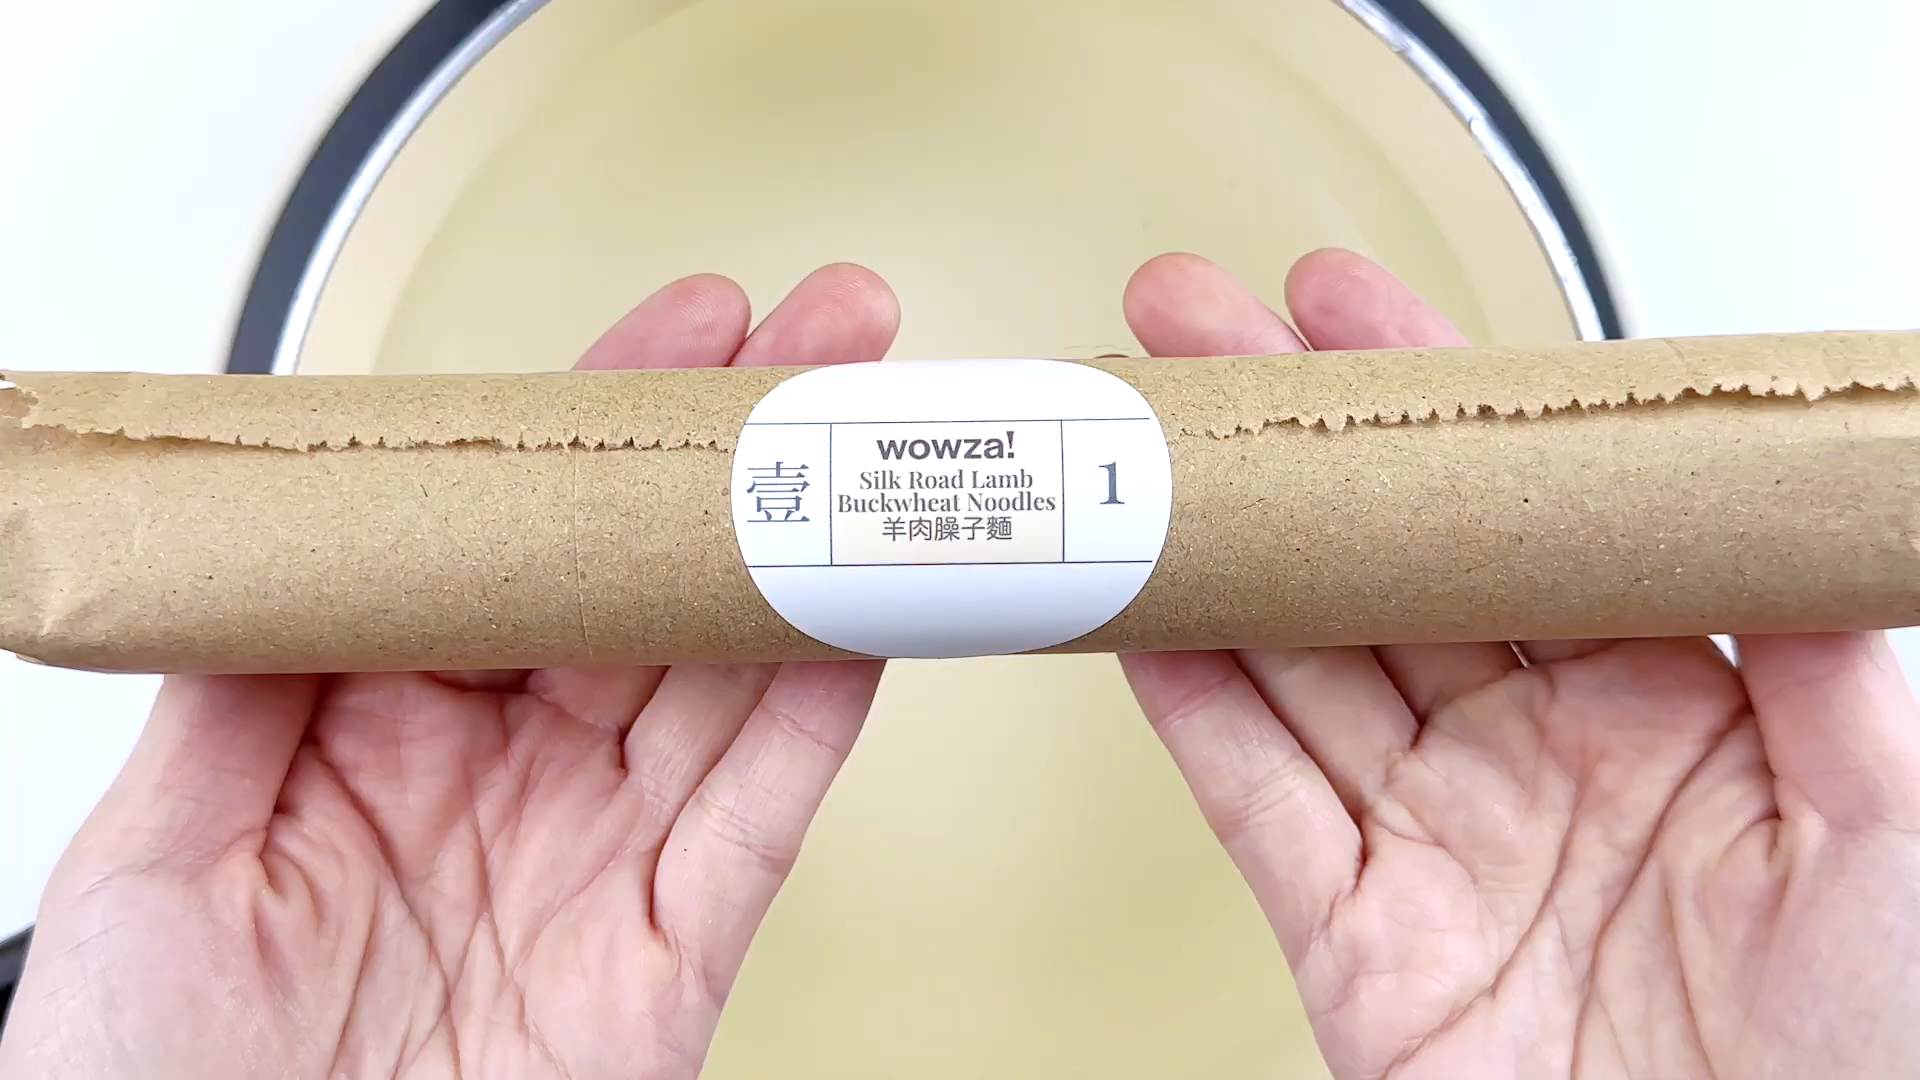 壹
wowza!
Silk Road Lamb
Buckwheat Noodles
羊肉臊子麵
1